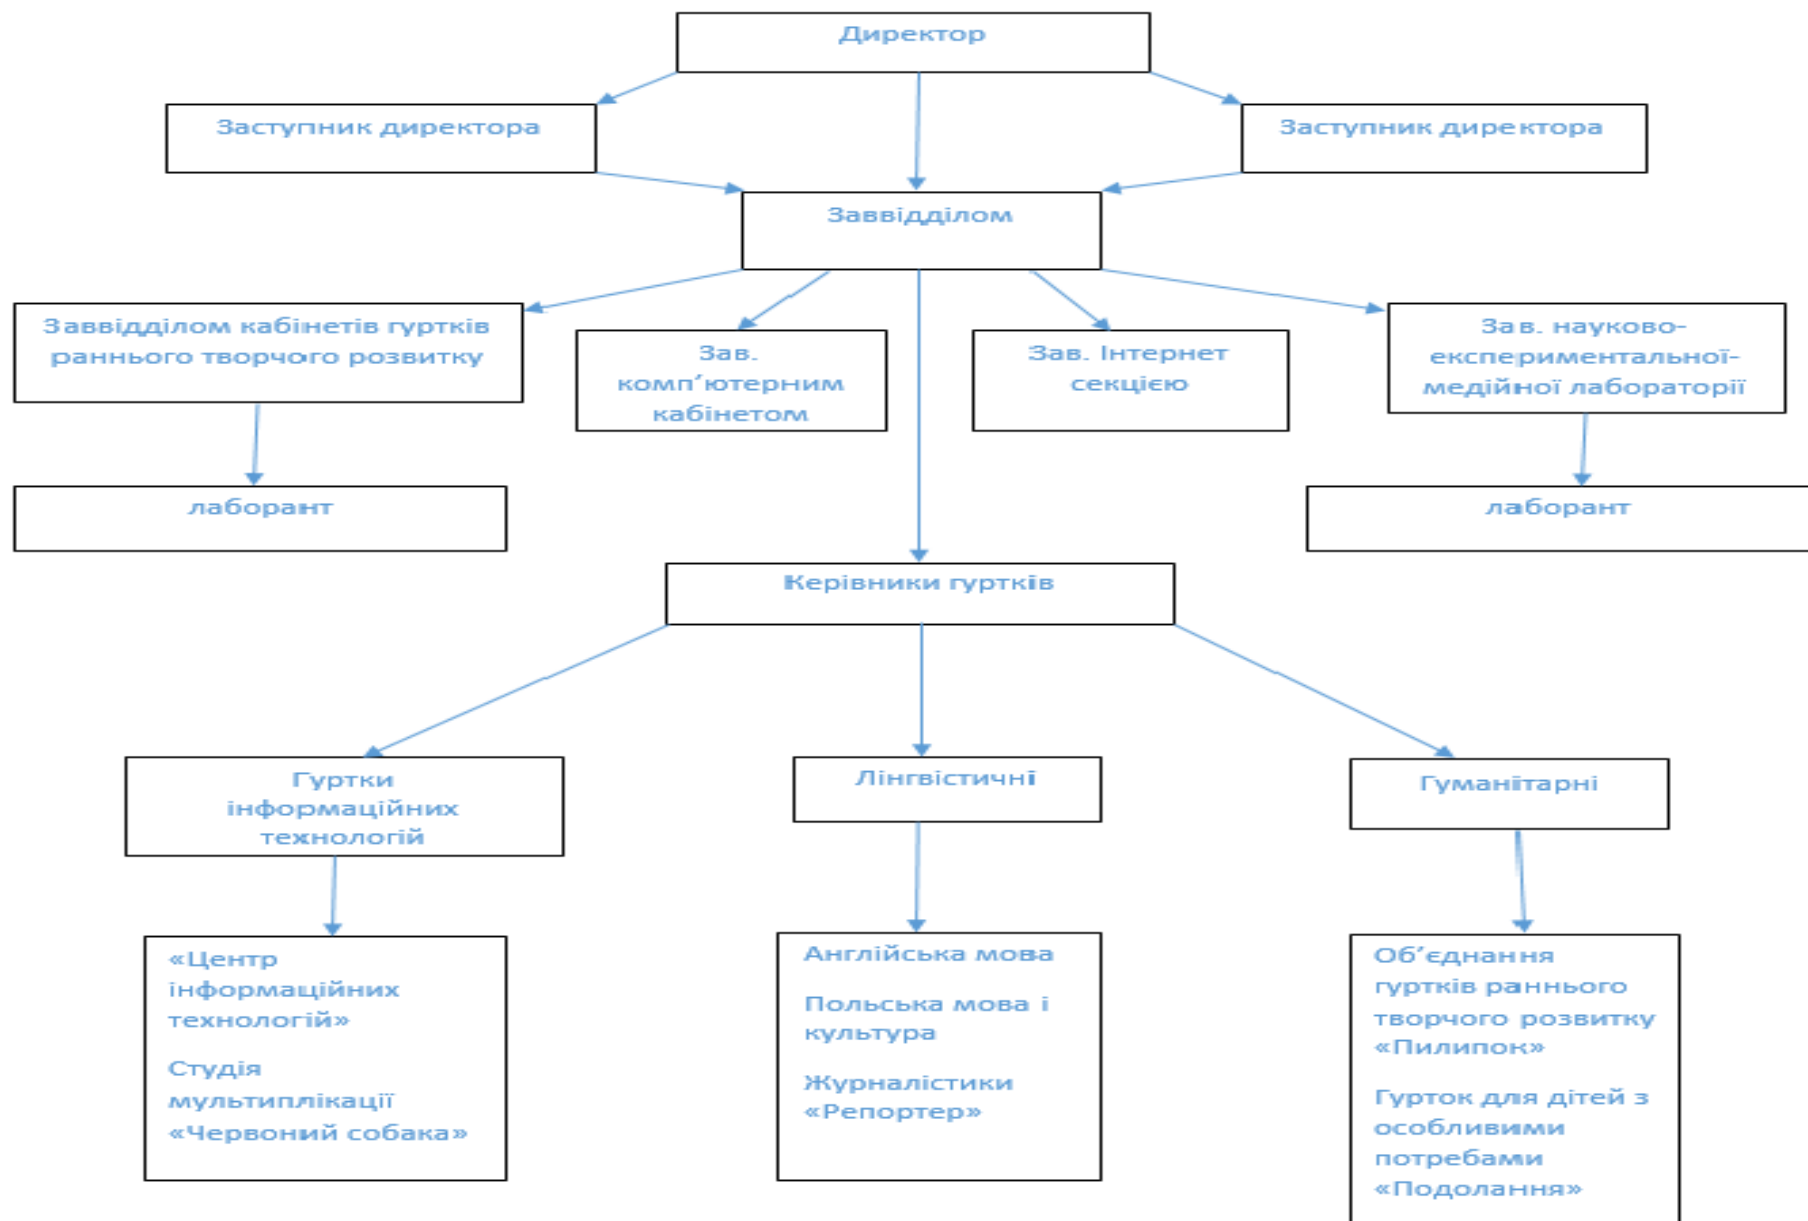 Директор
Заступник директора
Заступник директора
Заввідділом
Заввідділом кабінетів гуртків
раннього творчого розвитку
Зав.
комп’ютерним
кабінетом
Зав. Інтернет
секцією
Зав. науково-
експериментальної-
медійної лабораторії
лаборант
лаборант
Керівники гуртків
Гуртки
інформаційних
технологій
Лінгвістичні
Гуманітарні
«Центр
інформаційних
технологій»
Студія
мультиплікації
«Червоний собака»
Англійська мова
Польська мова і
культура
Журналістики
«Репортер»
Об’єднання
гуртків раннього
творчого розвитку
«Пилипок»
Гурток для дітей з
особливими
потребами
«Подолання»